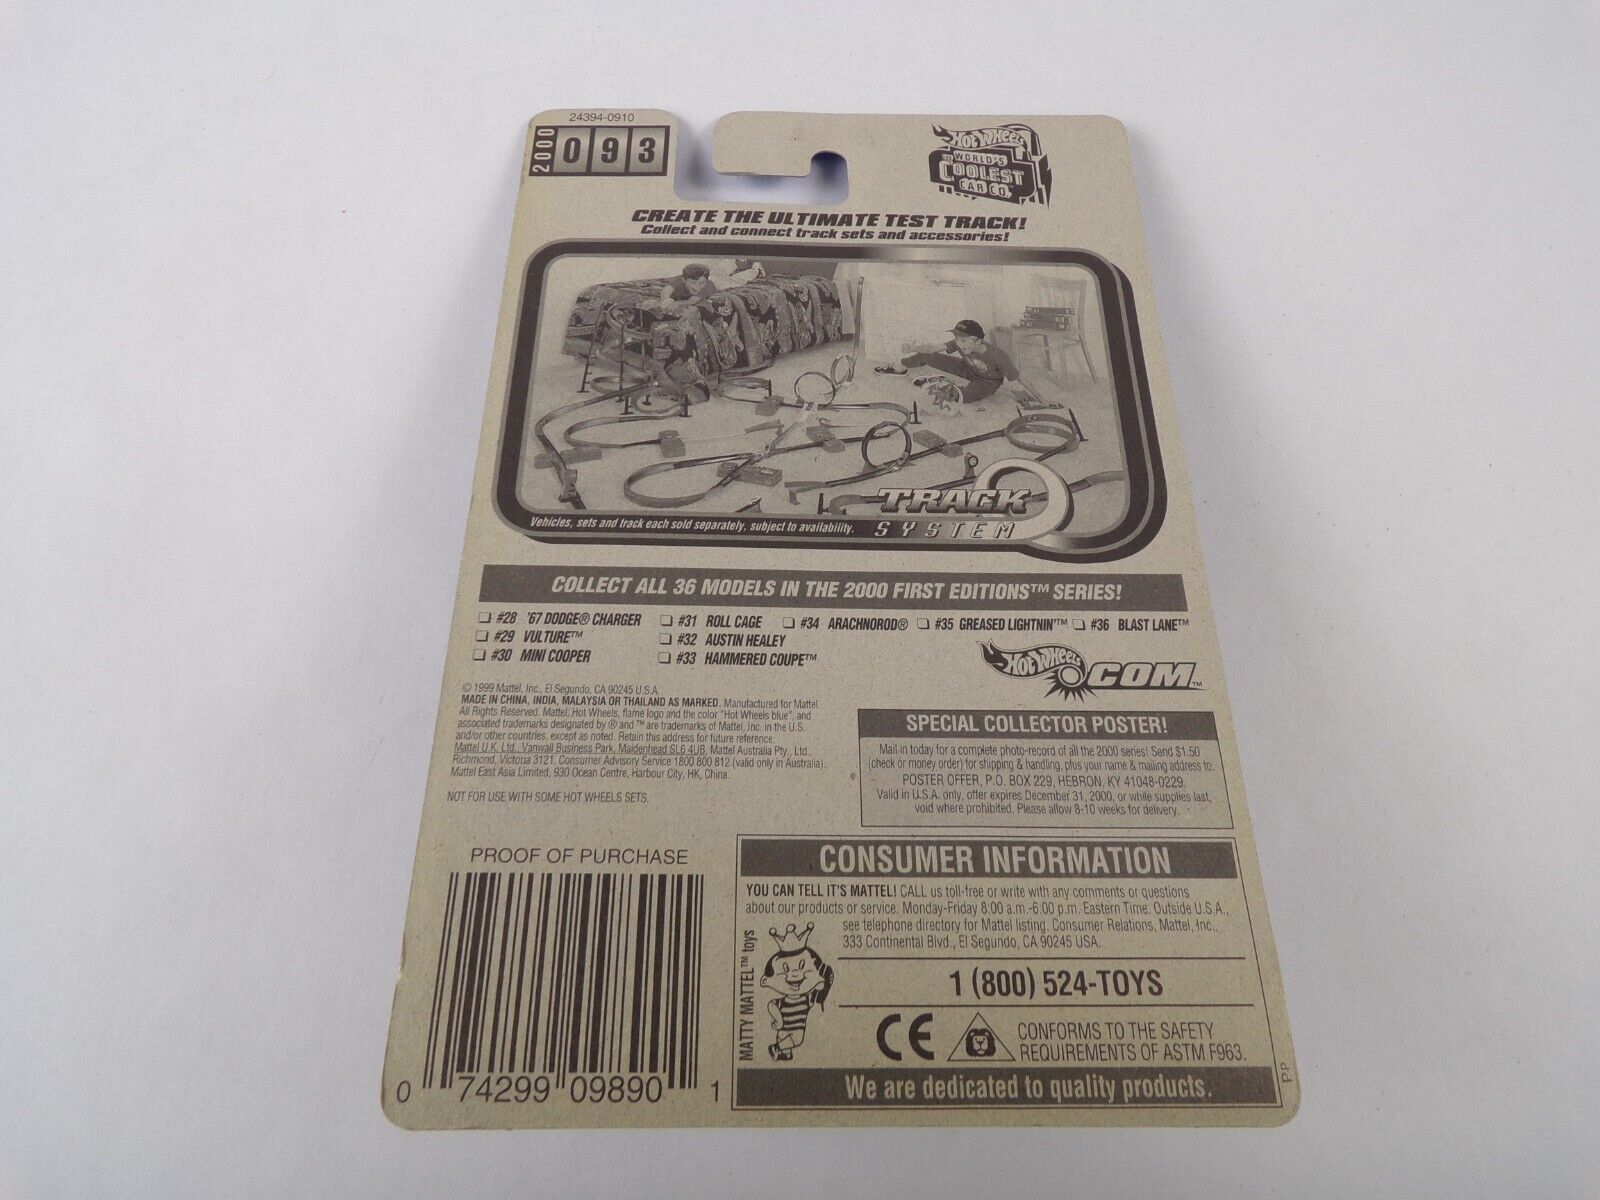 24394-0910
2000 093
HOT WHEELS
WORLD'S
COOLEST
CAR CO.
CREATE THE ULTIMATE TEST TRACK!
Collect and connect track sets and accessories!
TRACK
Vehicles, sets and track each sold separately, subject to availability. SYSTEM
COLLECT ALL 36 MODELS IN THE 2000 FIRST EDITIONS™ SERIES!
❑ #28 '67 DODGE® CHARGER ❑ #31 ROLL CAGE ❑ #34 ARACHNOROD® ❑ #35 GREASED LIGHTNIN'™ ❑ #36 BLAST LANE™
❑ #29 VULTURE™ ❑ #32 AUSTIN HEALEY
❑ #30 MINI COOPER ❑ #33 HAMMERED COUPE™
HOT WHEELS.COM™
© 1999 Mattel, Inc., El Segundo, CA 90245 U.S.A.
MADE IN CHINA, INDIA, MALAYSIA OR THAILAND AS MARKED. Manufactured for Mattel.
All Rights Reserved. Mattel, Hot Wheels, flame logo and the color "Hot Wheels blue", and
associated trademarks designated by ® and ™ are trademarks of Mattel, Inc. in the U.S.
and/or other countries, except as noted. Retain this address for future reference:
Mattel U.K. Ltd., Vanwall Business Park, Maidenhead SL6 4UB. Mattel Australia Pty., Ltd.,
Richmond, Victoria 3121. Consumer Advisory Service 1800 800 812 (valid only in Australia).
Mattel East Asia Limited, 930 Ocean Centre, Harbour City, HK, China.
NOT FOR USE WITH SOME HOT WHEELS SETS.
SPECIAL COLLECTOR POSTER!
Mail in today for a complete photo-record of all the 2000 series! Send $1.50
(check or money order) for shipping & handling, plus your name & mailing address to:
POSTER OFFER, P.O. BOX 229, HEBRON, KY 41048-0229.
Valid in U.S.A. only, offer expires December 31, 2000, or while supplies last,
void where prohibited. Please allow 8-10 weeks for delivery.
PROOF OF PURCHASE
0 74299 09890 1
CONSUMER INFORMATION
YOU CAN TELL IT'S MATTEL! CALL us toll-free or write with any comments or questions
about our products or service. Monday-Friday 8:00 a.m.-6:00 p.m. Eastern Time. Outside U.S.A.,
see telephone directory for Mattel listing. Consumer Relations, Mattel, Inc.,
333 Continental Blvd., El Segundo, CA 90245 USA.
MATTY MATTEL™ toys
1 (800) 524-TOYS
CE
CONFORMS TO THE SAFETY
REQUIREMENTS OF ASTM F963.
We are dedicated to quality products.
PP